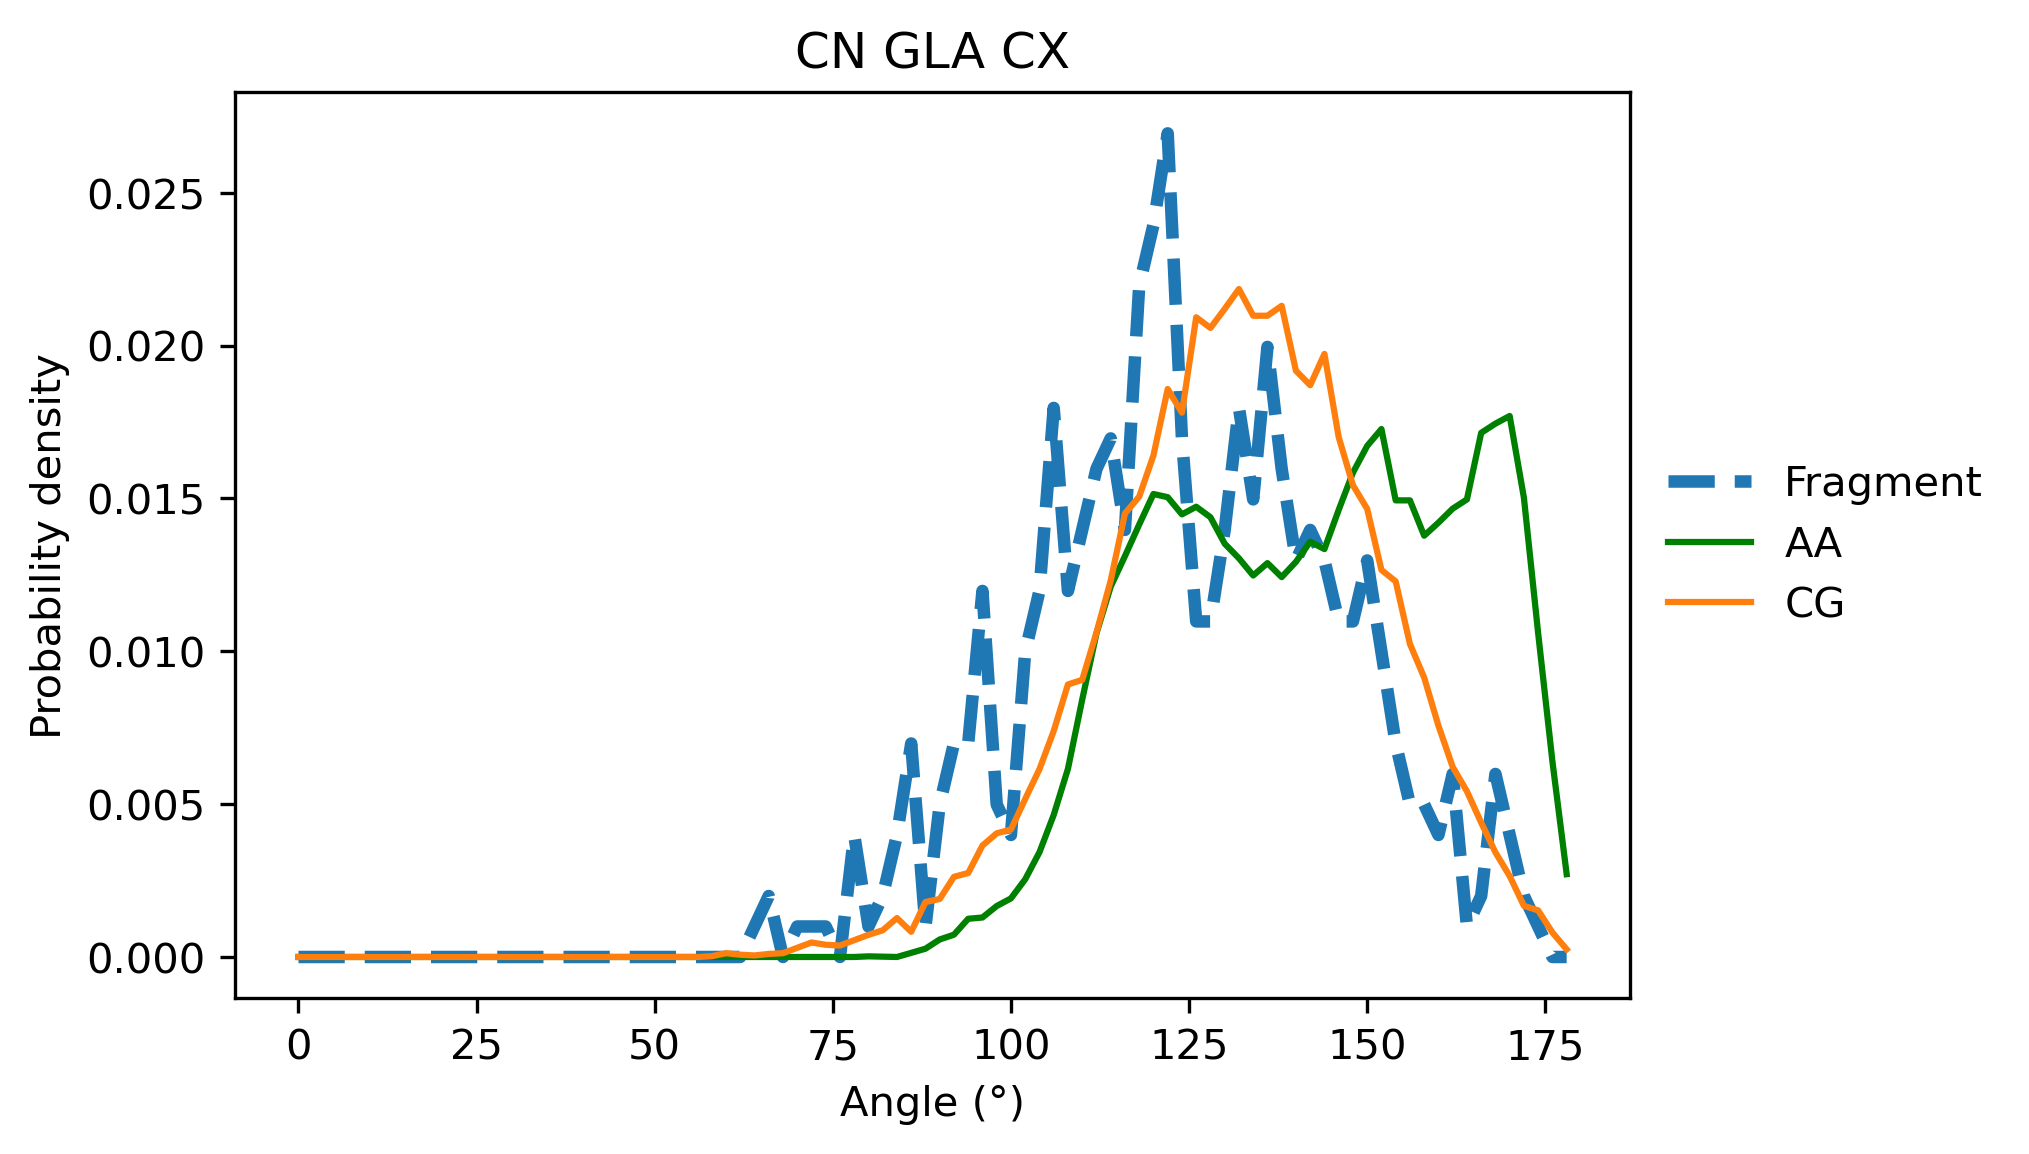 CN GLA CX
Probability density
0.025
0.020
0.015
0.010
0.005
0.000
0 25 50 75 100 125 150 175
Angle (°)
Fragment
AA
CG